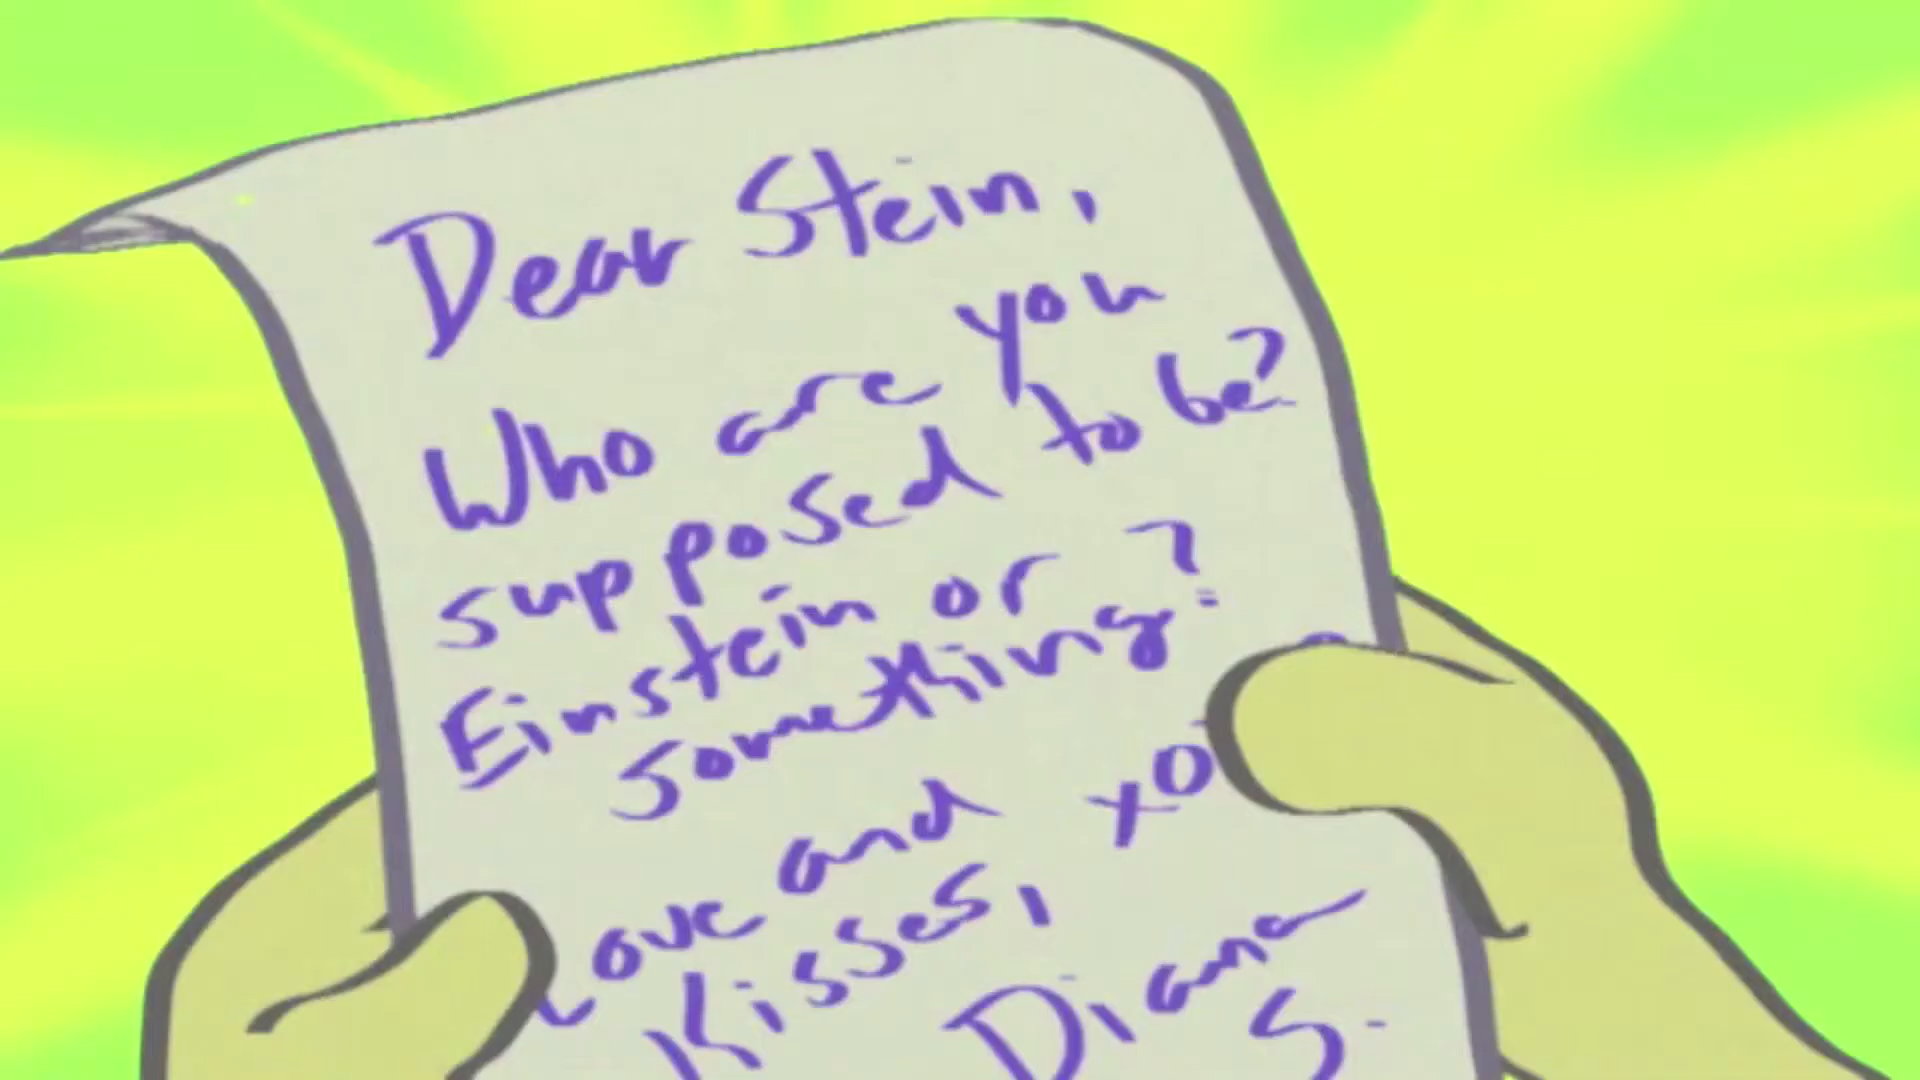 Dear Stein,
Who are you
supposed to be?
Einstein or
something?
Love and
Kisses, xo
Diana
S.